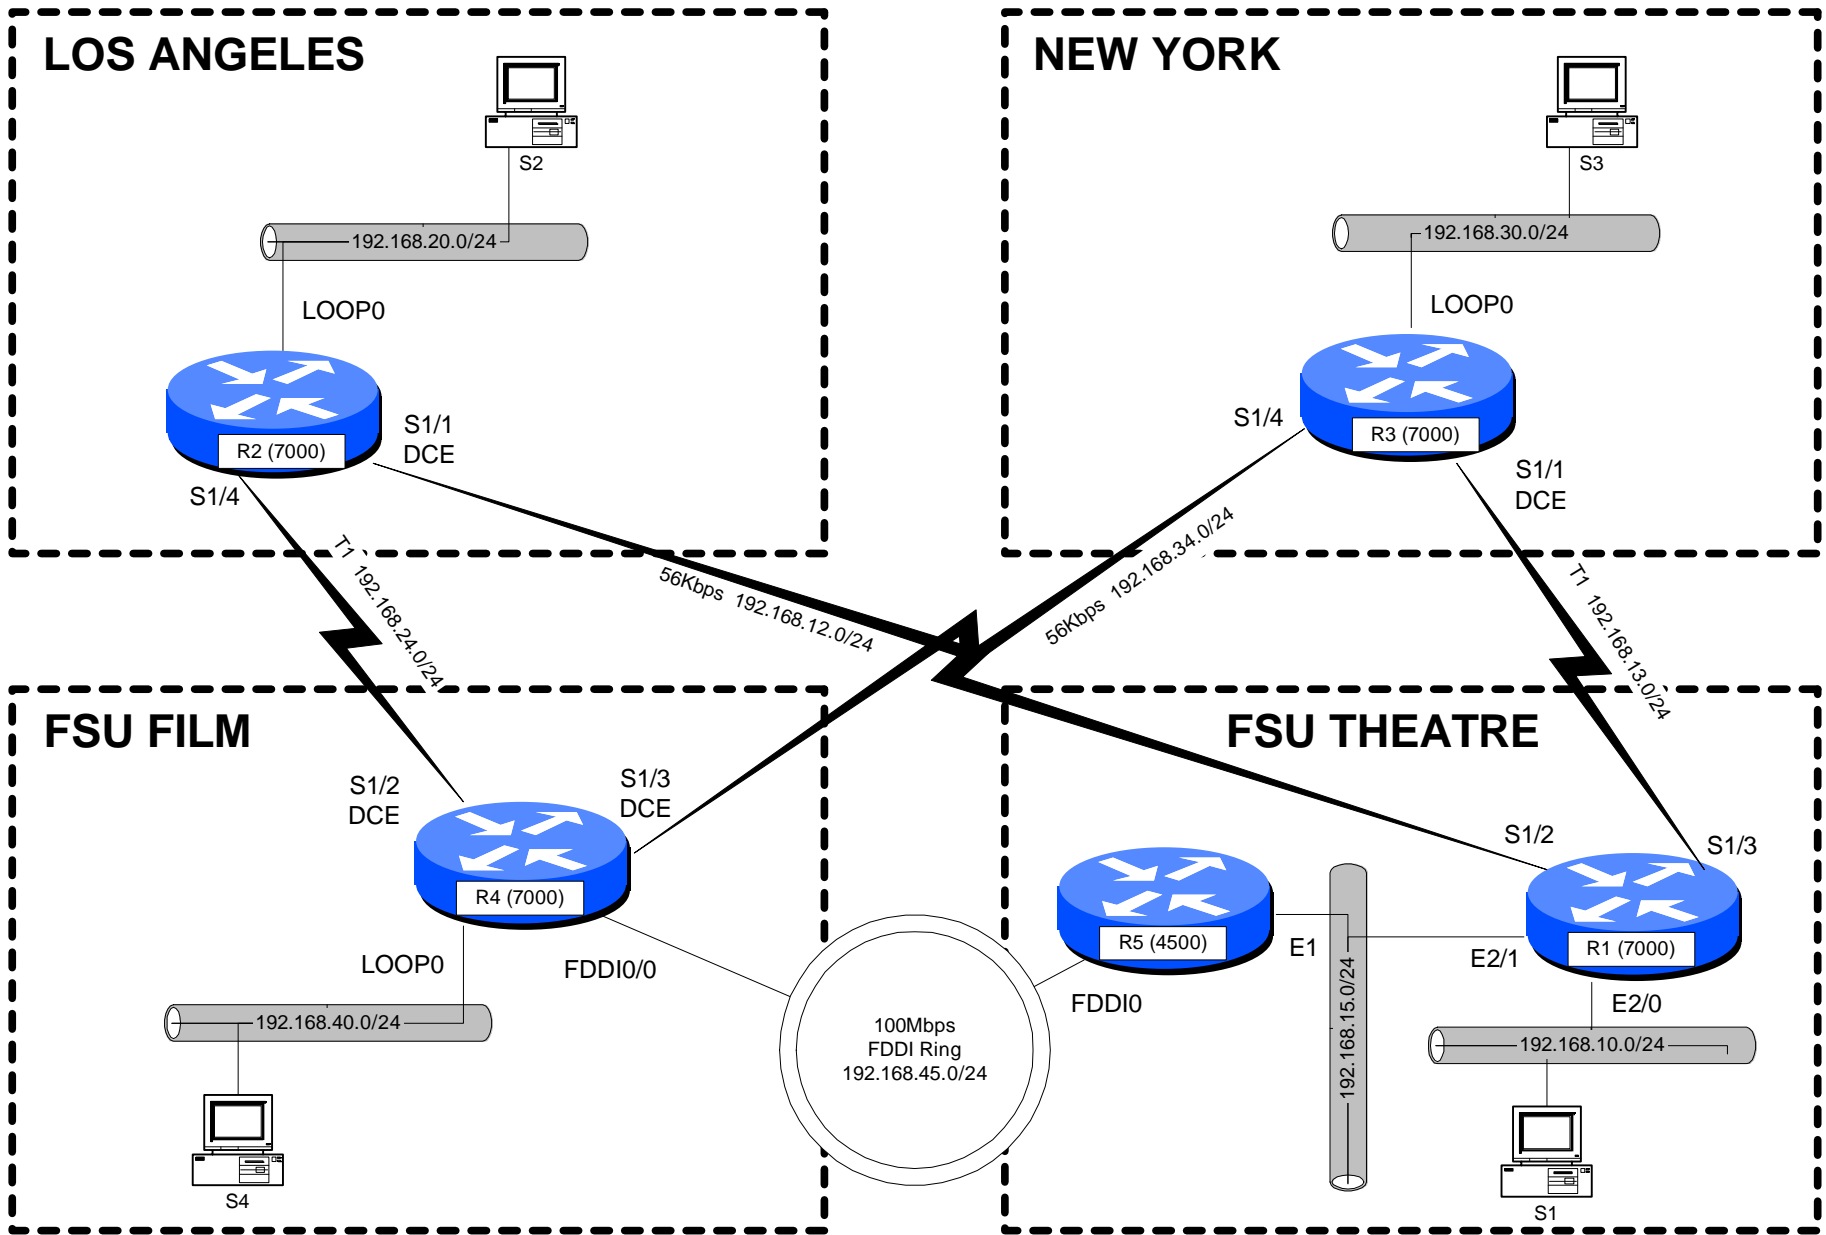 LOS ANGELES
S2
192.168.20.0/24
LOOP0
R2 (7000)
S1/1
DCE
S1/4
NEW YORK
S3
192.168.30.0/24
LOOP0
R3 (7000)
S1/4
S1/1
DCE
T1 192.168.24.0/24
56Kbps 192.168.12.0/24
56Kbps 192.168.34.0/24
T1 192.168.13.0/24
FSU FILM
S1/2
DCE
S1/3
DCE
R4 (7000)
LOOP0
FDDI0/0
192.168.40.0/24
S4
100Mbps
FDDI Ring
192.168.45.0/24
FSU THEATRE
S1/2
S1/3
R5 (4500)
E1
FDDI0
192.168.15.0/24
E2/1
R1 (7000)
E2/0
192.168.10.0/24
S1